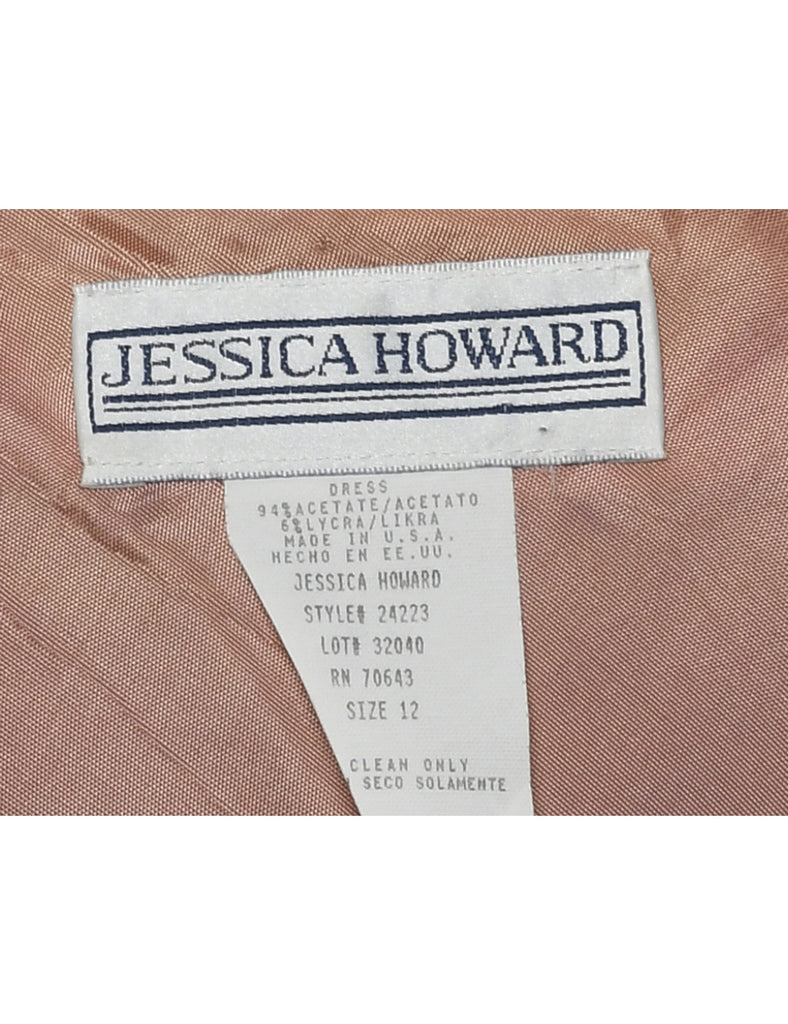 JESSICA HOWARD
DRESS
94%ACETATE/ACETATO
6%LYCRA/LIKRA
MADE IN U.S.A.
HECHO EN EE.UU.
JESSICA HOWARD
STYLE# 24223
LOT# 32040
RN 70643
SIZE 12
CLEAN ONLY
SECO SOLAMENTE